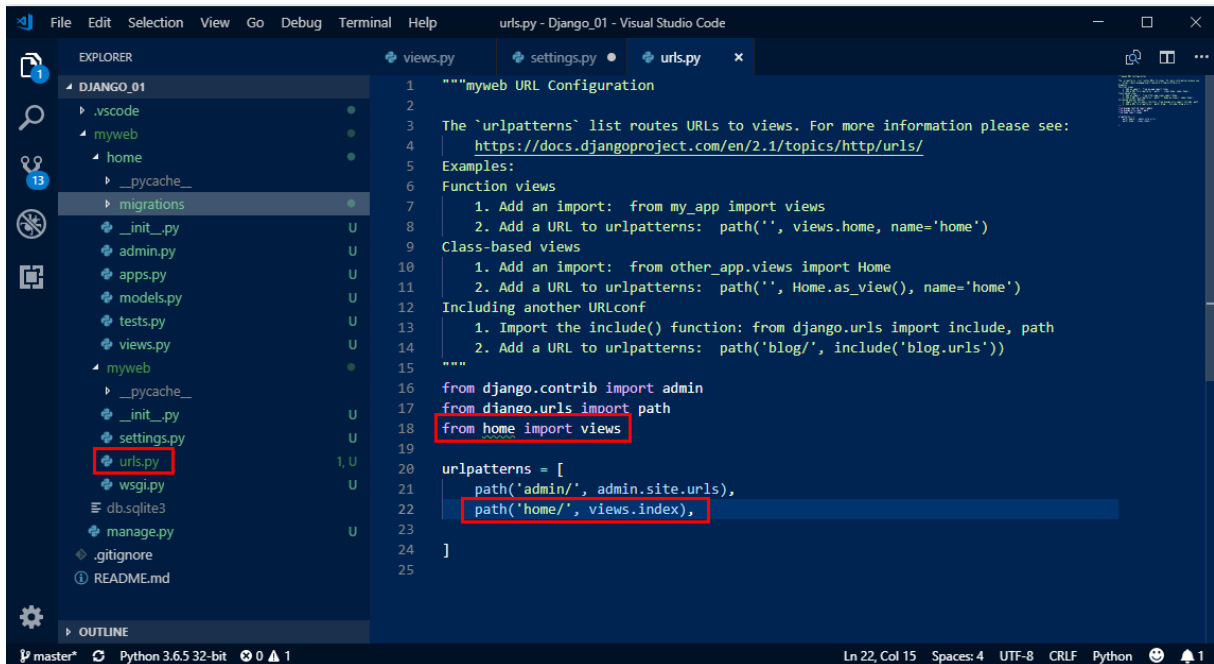 File Edit Selection View Go Debug Terminal Help urls.py - Django_01 - Visual Studio Code
EXPLORER
1
DJANGO_01
.vscode
myweb
home
13
__pycache__
migrations
__init__.py U
admin.py U
apps.py U
models.py U
tests.py U
views.py U
myweb
__pycache__
__init__.py U
settings.py U
urls.py 1, U
wsgi.py U
db.sqlite3
manage.py U
.gitignore
README.md
OUTLINE
views.py settings.py urls.py
1 """myweb URL Configuration
2
3 The `urlpatterns` list routes URLs to views. For more information please see:
4 https://docs.djangoproject.com/en/2.1/topics/http/urls/
5 Examples:
6 Function views
7 1. Add an import:  from my_app import views
8 2. Add a URL to urlpatterns:  path('', views.home, name='home')
9 Class-based views
10 1. Add an import:  from other_app.views import Home
11 2. Add a URL to urlpatterns:  path('', Home.as_view(), name='home')
12 Including another URLconf
13 1. Import the include() function: from django.urls import include, path
14 2. Add a URL to urlpatterns:  path('blog/', include('blog.urls'))
15 """
16 from django.contrib import admin
17 from django.urls import path
18 from home import views
19
20 urlpatterns = [
21 path('admin/', admin.site.urls),
22 path('home/', views.index),
23
24 ]
25
master* Python 3.6.5 32-bit 0 1 Ln 22, Col 15 Spaces: 4 UTF-8 CRLF Python 1